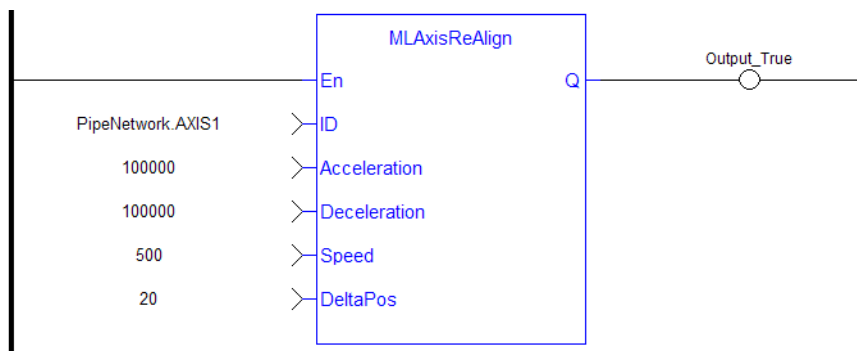 MLAxisReAlign
Output_True
En Q
PipeNetwork.AXIS1 ID
100000 Acceleration
100000 Deceleration
500 Speed
20 DeltaPos